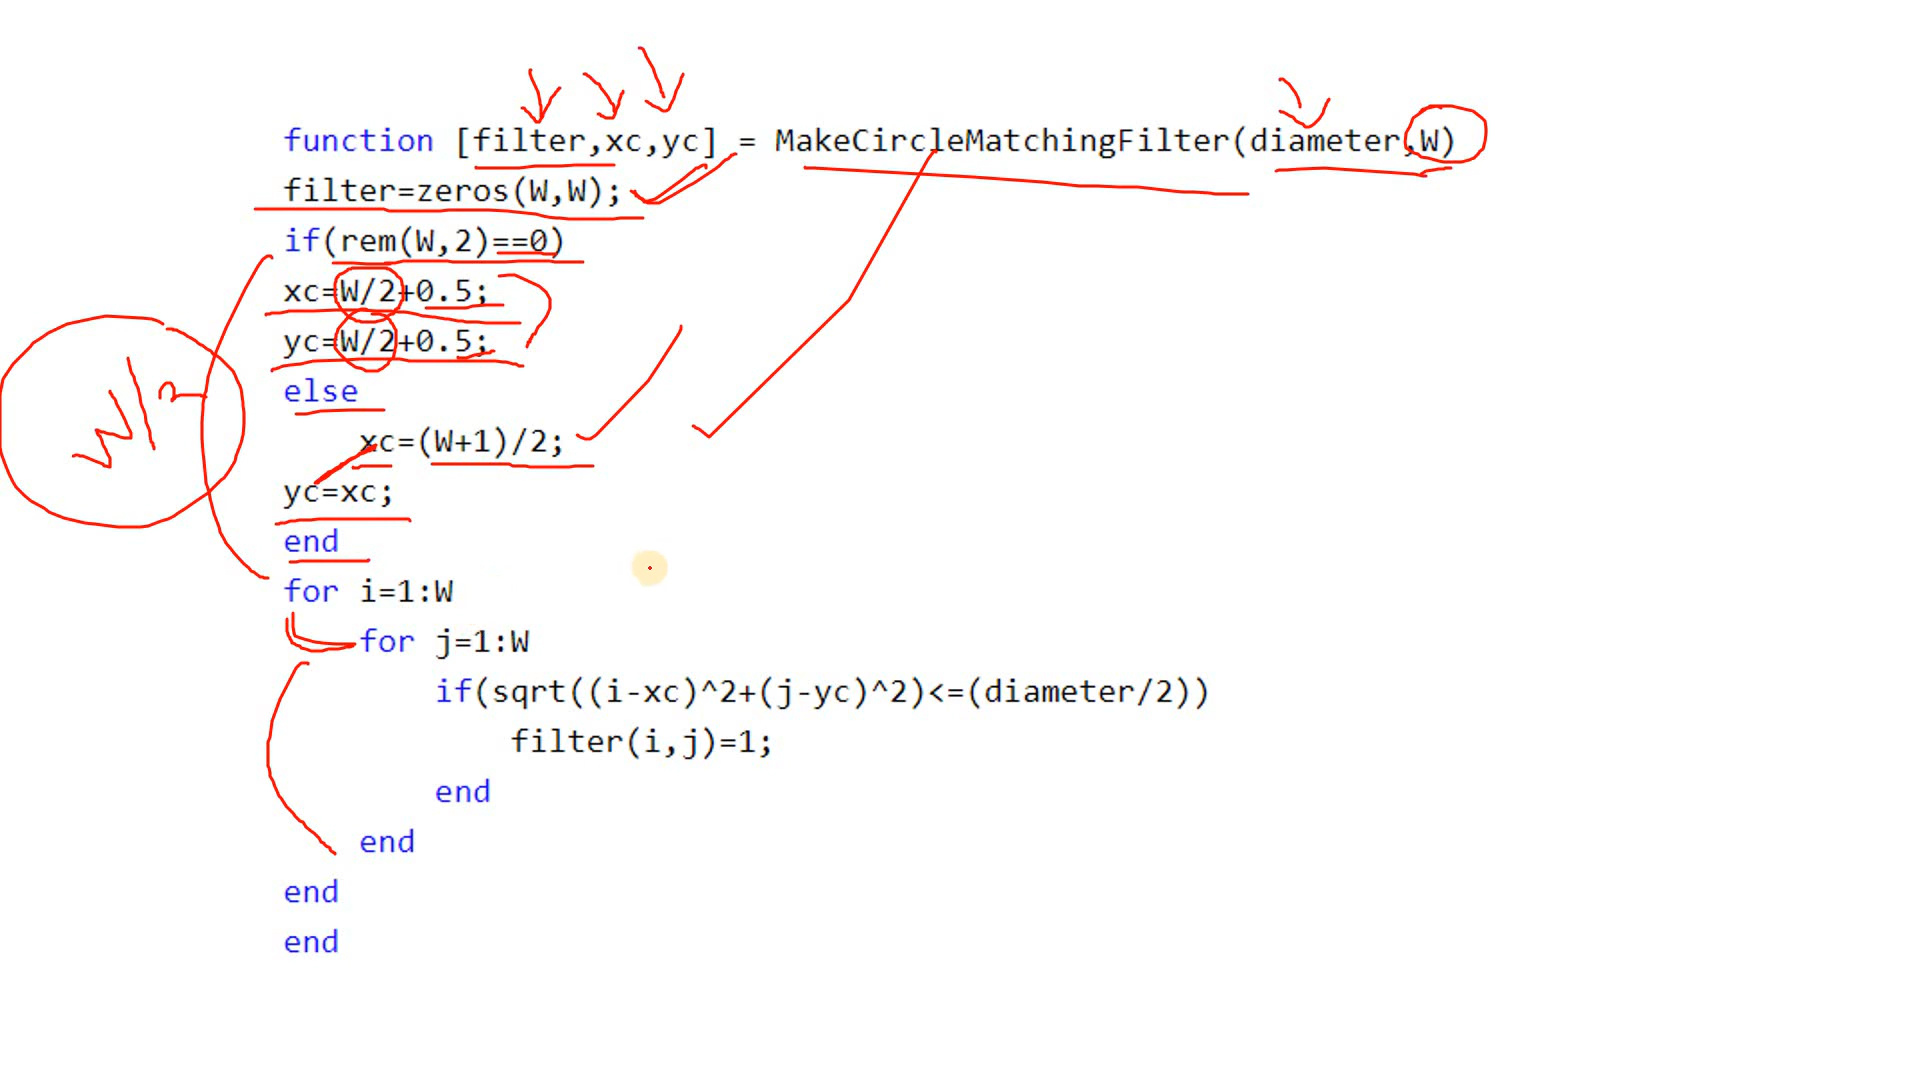 function [filter,xc,yc] = MakeCircleMatchingFilter(diameter,W)
filter=zeros(W,W);
if(rem(W,2)==0)
xc=W/2+0.5;
yc=W/2+0.5;
W/2
else
xc=(W+1)/2;
yc=xc;
end
for i=1:W
for j=1:W
if(sqrt((i-xc)^2+(j-yc)^2)<=(diameter/2))
filter(i,j)=1;
end
end
end
end